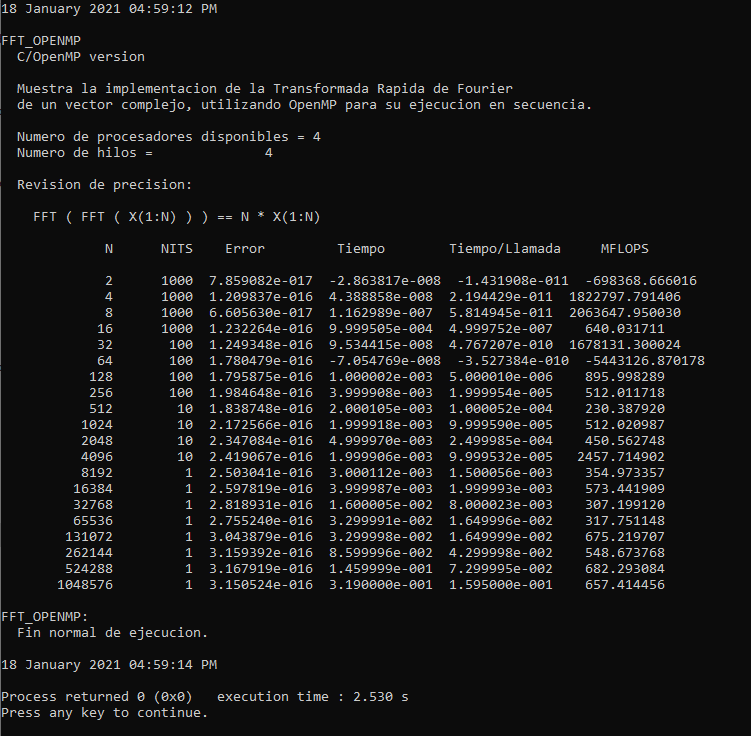 18 January 2021 04:59:12 PM
FFT_OPENMP
C/OpenMP version
Muestra la implementacion de la Transformada Rapida de Fourier
de un vector complejo, utilizando OpenMP para su ejecucion en secuencia.
Numero de procesadores disponibles = 4
Numero de hilos = 4
Revision de precision:
FFT ( FFT ( X(1:N) ) ) == N * X(1:N)
N NITS Error Tiempo Tiempo/Llamada MFLOPS
2 1000 7.859082e-017 -2.863817e-008 -1.431908e-011 -698368.666016
4 1000 1.209837e-016 4.388858e-008 2.194429e-011 1822797.791406
8 1000 6.605630e-017 1.162989e-007 5.814945e-011 2063647.950030
16 1000 1.232264e-016 9.999505e-004 4.999752e-007 640.031711
32 100 1.249348e-016 9.534415e-008 4.767207e-010 1678131.300024
64 100 1.780479e-016 -7.054769e-008 -3.527384e-010 -5443126.870178
128 100 1.795875e-016 1.000002e-003 5.000010e-006 895.998289
256 100 1.984648e-016 3.999908e-003 1.999954e-005 512.011718
512 10 1.838748e-016 2.000105e-003 1.000052e-004 230.387920
1024 10 2.172566e-016 1.999918e-003 9.999590e-005 512.020987
2048 10 2.347084e-016 4.999970e-003 2.499985e-004 450.562748
4096 10 2.419067e-016 1.999906e-003 9.999532e-005 2457.714902
8192 1 2.503041e-016 3.000112e-003 1.500056e-003 354.973357
16384 1 2.597819e-016 3.999987e-003 1.999993e-003 573.441909
32768 1 2.818931e-016 1.600005e-002 8.000023e-003 307.199120
65536 1 2.755240e-016 3.299991e-002 1.649996e-002 317.751148
131072 1 3.043879e-016 3.299998e-002 1.649999e-002 675.219707
262144 1 3.159392e-016 8.599996e-002 4.299998e-002 548.673768
524288 1 3.167919e-016 1.459999e-001 7.299995e-002 682.293084
1048576 1 3.150524e-016 3.190000e-001 1.595000e-001 657.414456
FFT_OPENMP:
Fin normal de ejecucion.
18 January 2021 04:59:14 PM
Process returned 0 (0x0) execution time : 2.530 s
Press any key to continue.